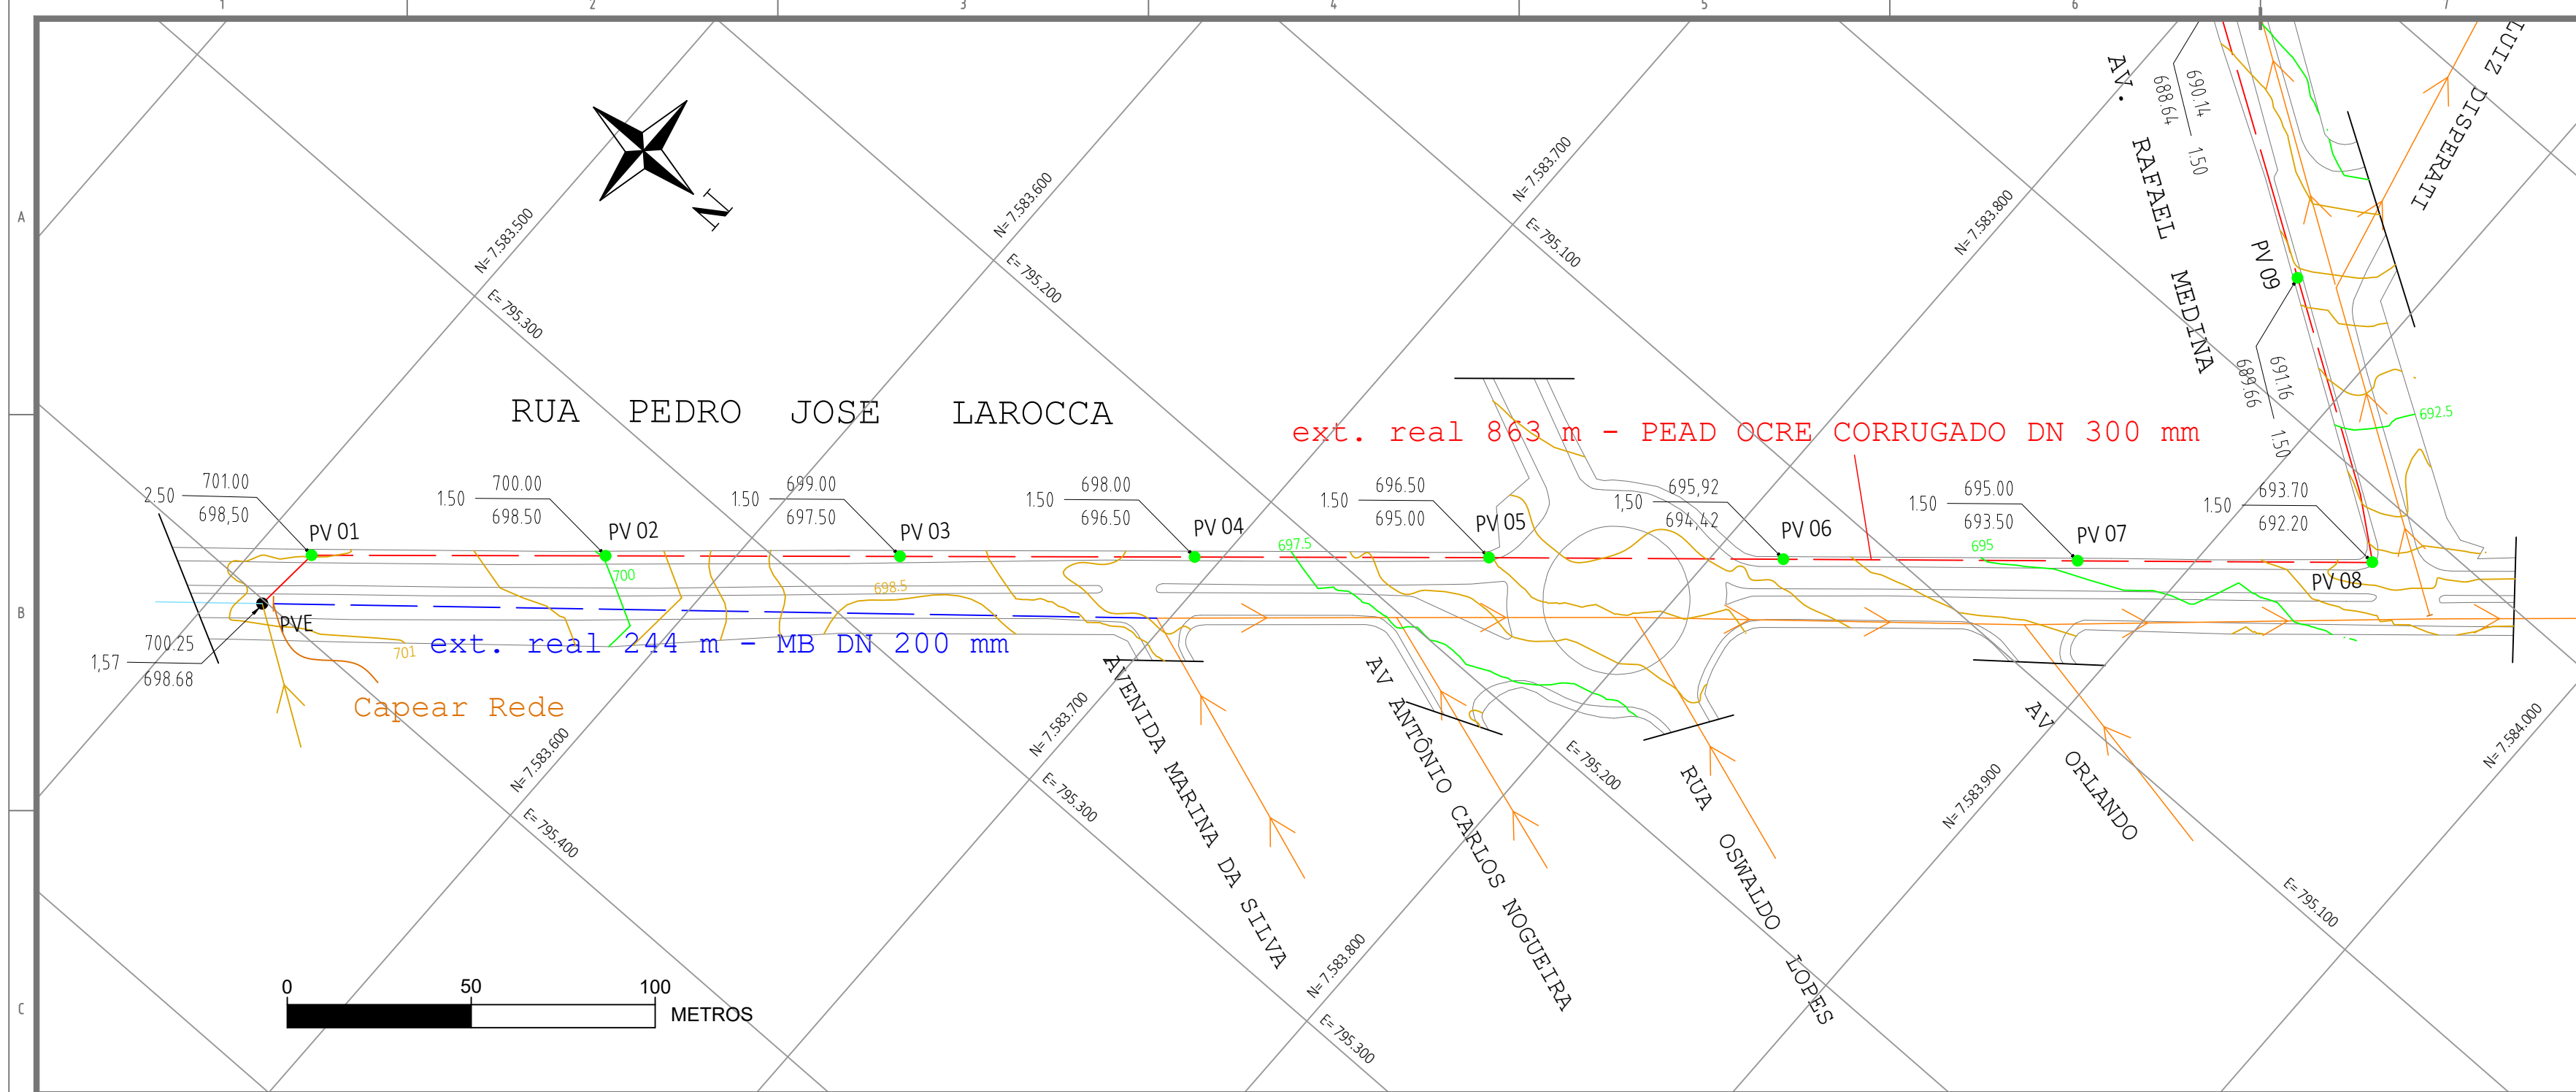 1 2 3 4 5 6 7
A
B
C
N
N= 7.583.500
E= 795.300
N= 7.583.600
E= 795.200
N= 7.583.700
E= 795.100
N= 7.583.800
AV. RAFAEL MEDINA
LUIZ DISPERATI
690.14
688.64
1.50
PV 09
691.16
689.66
1.50
692.5
RUA PEDRO JOSE LAROCCA
ext. real 863 m - PEAD OCRE CORRUGADO DN 300 mm
2.50
701.00
698,50
PV 01
1.50
700.00
698.50
PV 02
1.50
699.00
697.50
PV 03
1.50
698.00
696.50
PV 04
1.50
696.50
695.00
PV 05
1,50
695,92
694,42
PV 06
1.50
695.00
693.50
PV 07
1.50
693.70
692.20
PV 08
697.5
695
700
698.5
701
PVE
1,57
700.25
698.68
ext. real 244 m - MB DN 200 mm
Capear Rede
AVENIDA MARINA DA SILVA
AV ANTÔNIO CARLOS NOGUEIRA
RUA OSWALDO LOPES
AV ORLANDO
N= 7.583.600
E= 795.400
N= 7.583.700
E= 795.300
N= 7.583.800
E= 795.300
E= 795.200
N= 7.583.900
E= 795.100
N= 7.584.000
0 50 100
METROS